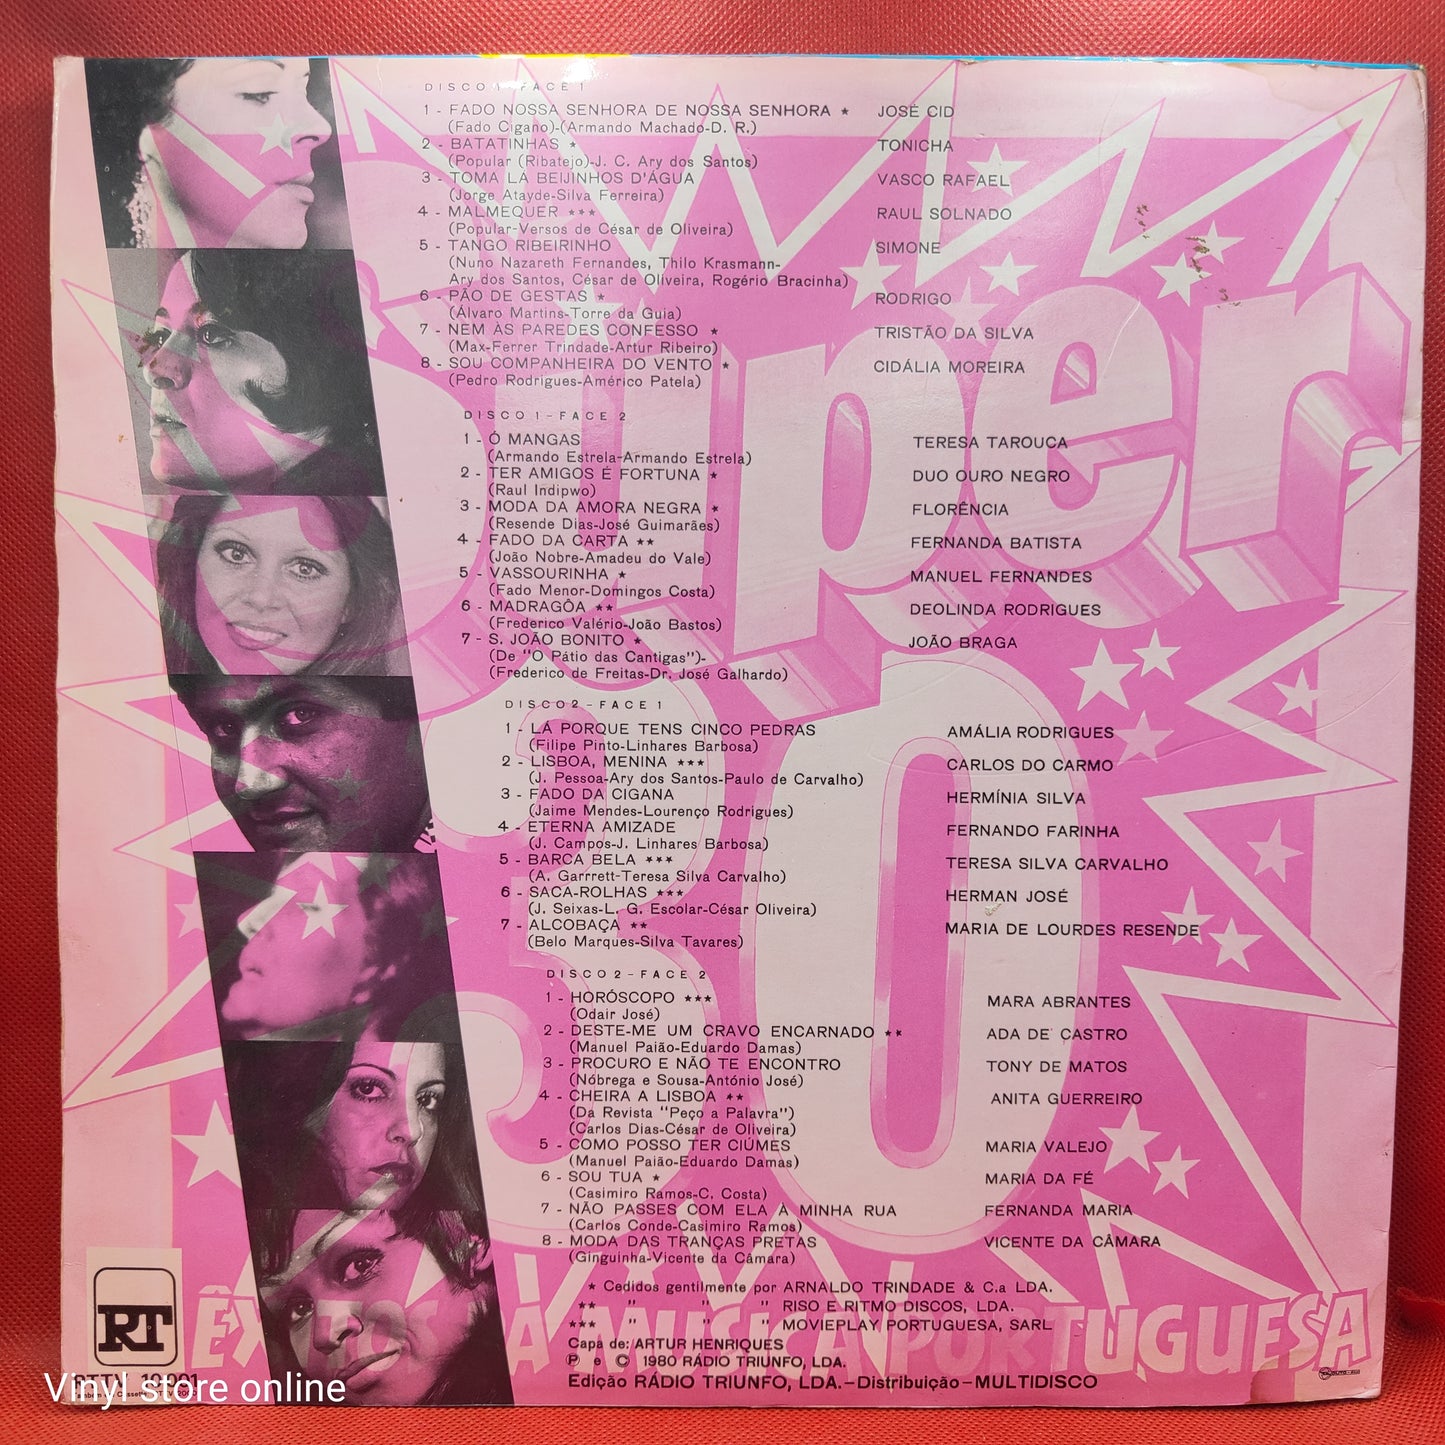 DISCO 1 - FACE 1
1 - FADO NOSSA SENHORA DE NOSSA SENHORA ★ JOSÉ CID
(Fado Cigano)-(Armando Machado-D. R.)
2 - BATATINHAS ★ TONICHA
(Popular (Ribatejo)-J. C. Ary dos Santos)
3 - TOMA LÁ BEIJINHOS D'ÁGUA VASCO RAFAEL
(Jorge Atayde-Silva Ferreira)
4 - MALMEQUER ★★★ RAUL SOLNADO
(Popular-Versos de César de Oliveira)
5 - TANGO RIBEIRINHO SIMONE
(Nuno Nazareth Fernandes, Thilo Krasmann-
Ary dos Santos, César de Oliveira, Rogério Bracinha)
6 - PÃO DE GESTAS ★ RODRIGO
(Álvaro Martins-Torre da Guia)
7 - NEM ÀS PAREDES CONFESSO ★ TRISTÃO DA SILVA
(Max-Ferrer Trindade-Artur Ribeiro)
8 - SOU COMPANHEIRA DO VENTO ★ CIDÁLIA MOREIRA
(Pedro Rodrigues-Américo Patela)
DISCO 1 - FACE 2
1 - Ó MANGAS TERESA TAROUCA
(Armando Estrela-Armando Estrela)
2 - TER AMIGOS É FORTUNA ★ DUO OURO NEGRO
(Raul Indipwo)
3 - MODA DA AMORA NEGRA ★ FLORÊNCIA
(Resende Dias-José Guimarães)
4 - FADO DA CARTA ★★ FERNANDA BATISTA
(João Nobre-Amadeu do Vale)
5 - VASSOURINHA ★ MANUEL FERNANDES
(Fado Menor-Domingos Costa)
6 - MADRAGÔA ★★ DEOLINDA RODRIGUES
(Frederico Valério-João Bastos)
7 - S. JOÃO BONITO ★ JOÃO BRAGA
(De "O Pátio das Cantigas")-
(Frederico de Freitas-Dr. José Galhardo)
DISCO 2 - FACE 1
1 - LÁ PORQUE TENS CINCO PEDRAS AMÁLIA RODRIGUES
(Filipe Pinto-Linhares Barbosa)
2 - LISBOA, MENINA ★★★ CARLOS DO CARMO
(J. Pessoa-Ary dos Santos-Paulo de Carvalho)
3 - FADO DA CIGANA HERMÍNIA SILVA
(Jaime Mendes-Lourenço Rodrigues)
4 - ETERNA AMIZADE FERNANDO FARINHA
(J. Campos-J. Linhares Barbosa)
5 - BARCA BELA ★★★ TERESA SILVA CARVALHO
(A. Garrrett-Teresa Silva Carvalho)
6 - SACA-ROLHAS ★★★ HERMAN JOSÉ
(J. Seixas-L. G. Escolar-César Oliveira)
7 - ALCOBAÇA ★★ MARIA DE LOURDES RESENDE
(Belo Marques-Silva Tavares)
DISCO 2 - FACE 2
1 - HORÓSCOPO ★★★ MARA ABRANTES
(Odair José)
2 - DESTE-ME UM CRAVO ENCARNADO ★★ ADA DE CASTRO
(Manuel Paião-Eduardo Damas)
3 - PROCURO E NÃO TE ENCONTRO TONY DE MATOS
(Nóbrega e Sousa-António José)
4 - CHEIRA A LISBOA ★★ ANITA GUERREIRO
(Da Revista "Peço a Palavra")
(Carlos Dias-César de Oliveira)
5 - COMO POSSO TER CIÚMES MARIA VALEJO
(Manuel Paião-Eduardo Damas)
6 - SOU TUA ★ MARIA DA FÉ
(Casimiro Ramos-C. Costa)
7 - NÃO PASSES COM ELA À MINHA RUA FERNANDA MARIA
(Carlos Conde-Casimiro Ramos)
8 - MODA DAS TRANÇAS PRETAS VICENTE DA CÂMARA
(Ginguinha-Vicente da Câmara)
★ Cedidos gentilmente por ARNALDO TRINDADE & C.a LDA.
★★ " " " RISO E RITMO DISCOS, LDA.
★★★ " " " MOVIEPLAY PORTUGUESA, SARL
Capa de: ARTUR HENRIQUES
Ⓟ e © 1980 RÁDIO TRIUNFO, LDA.
Edição RÁDIO TRIUNFO, LDA.-Distribuição-MULTIDISCO
Super
30
ÊXITOS DA MÚSICA PORTUGUESA
RT
Vinyl store online